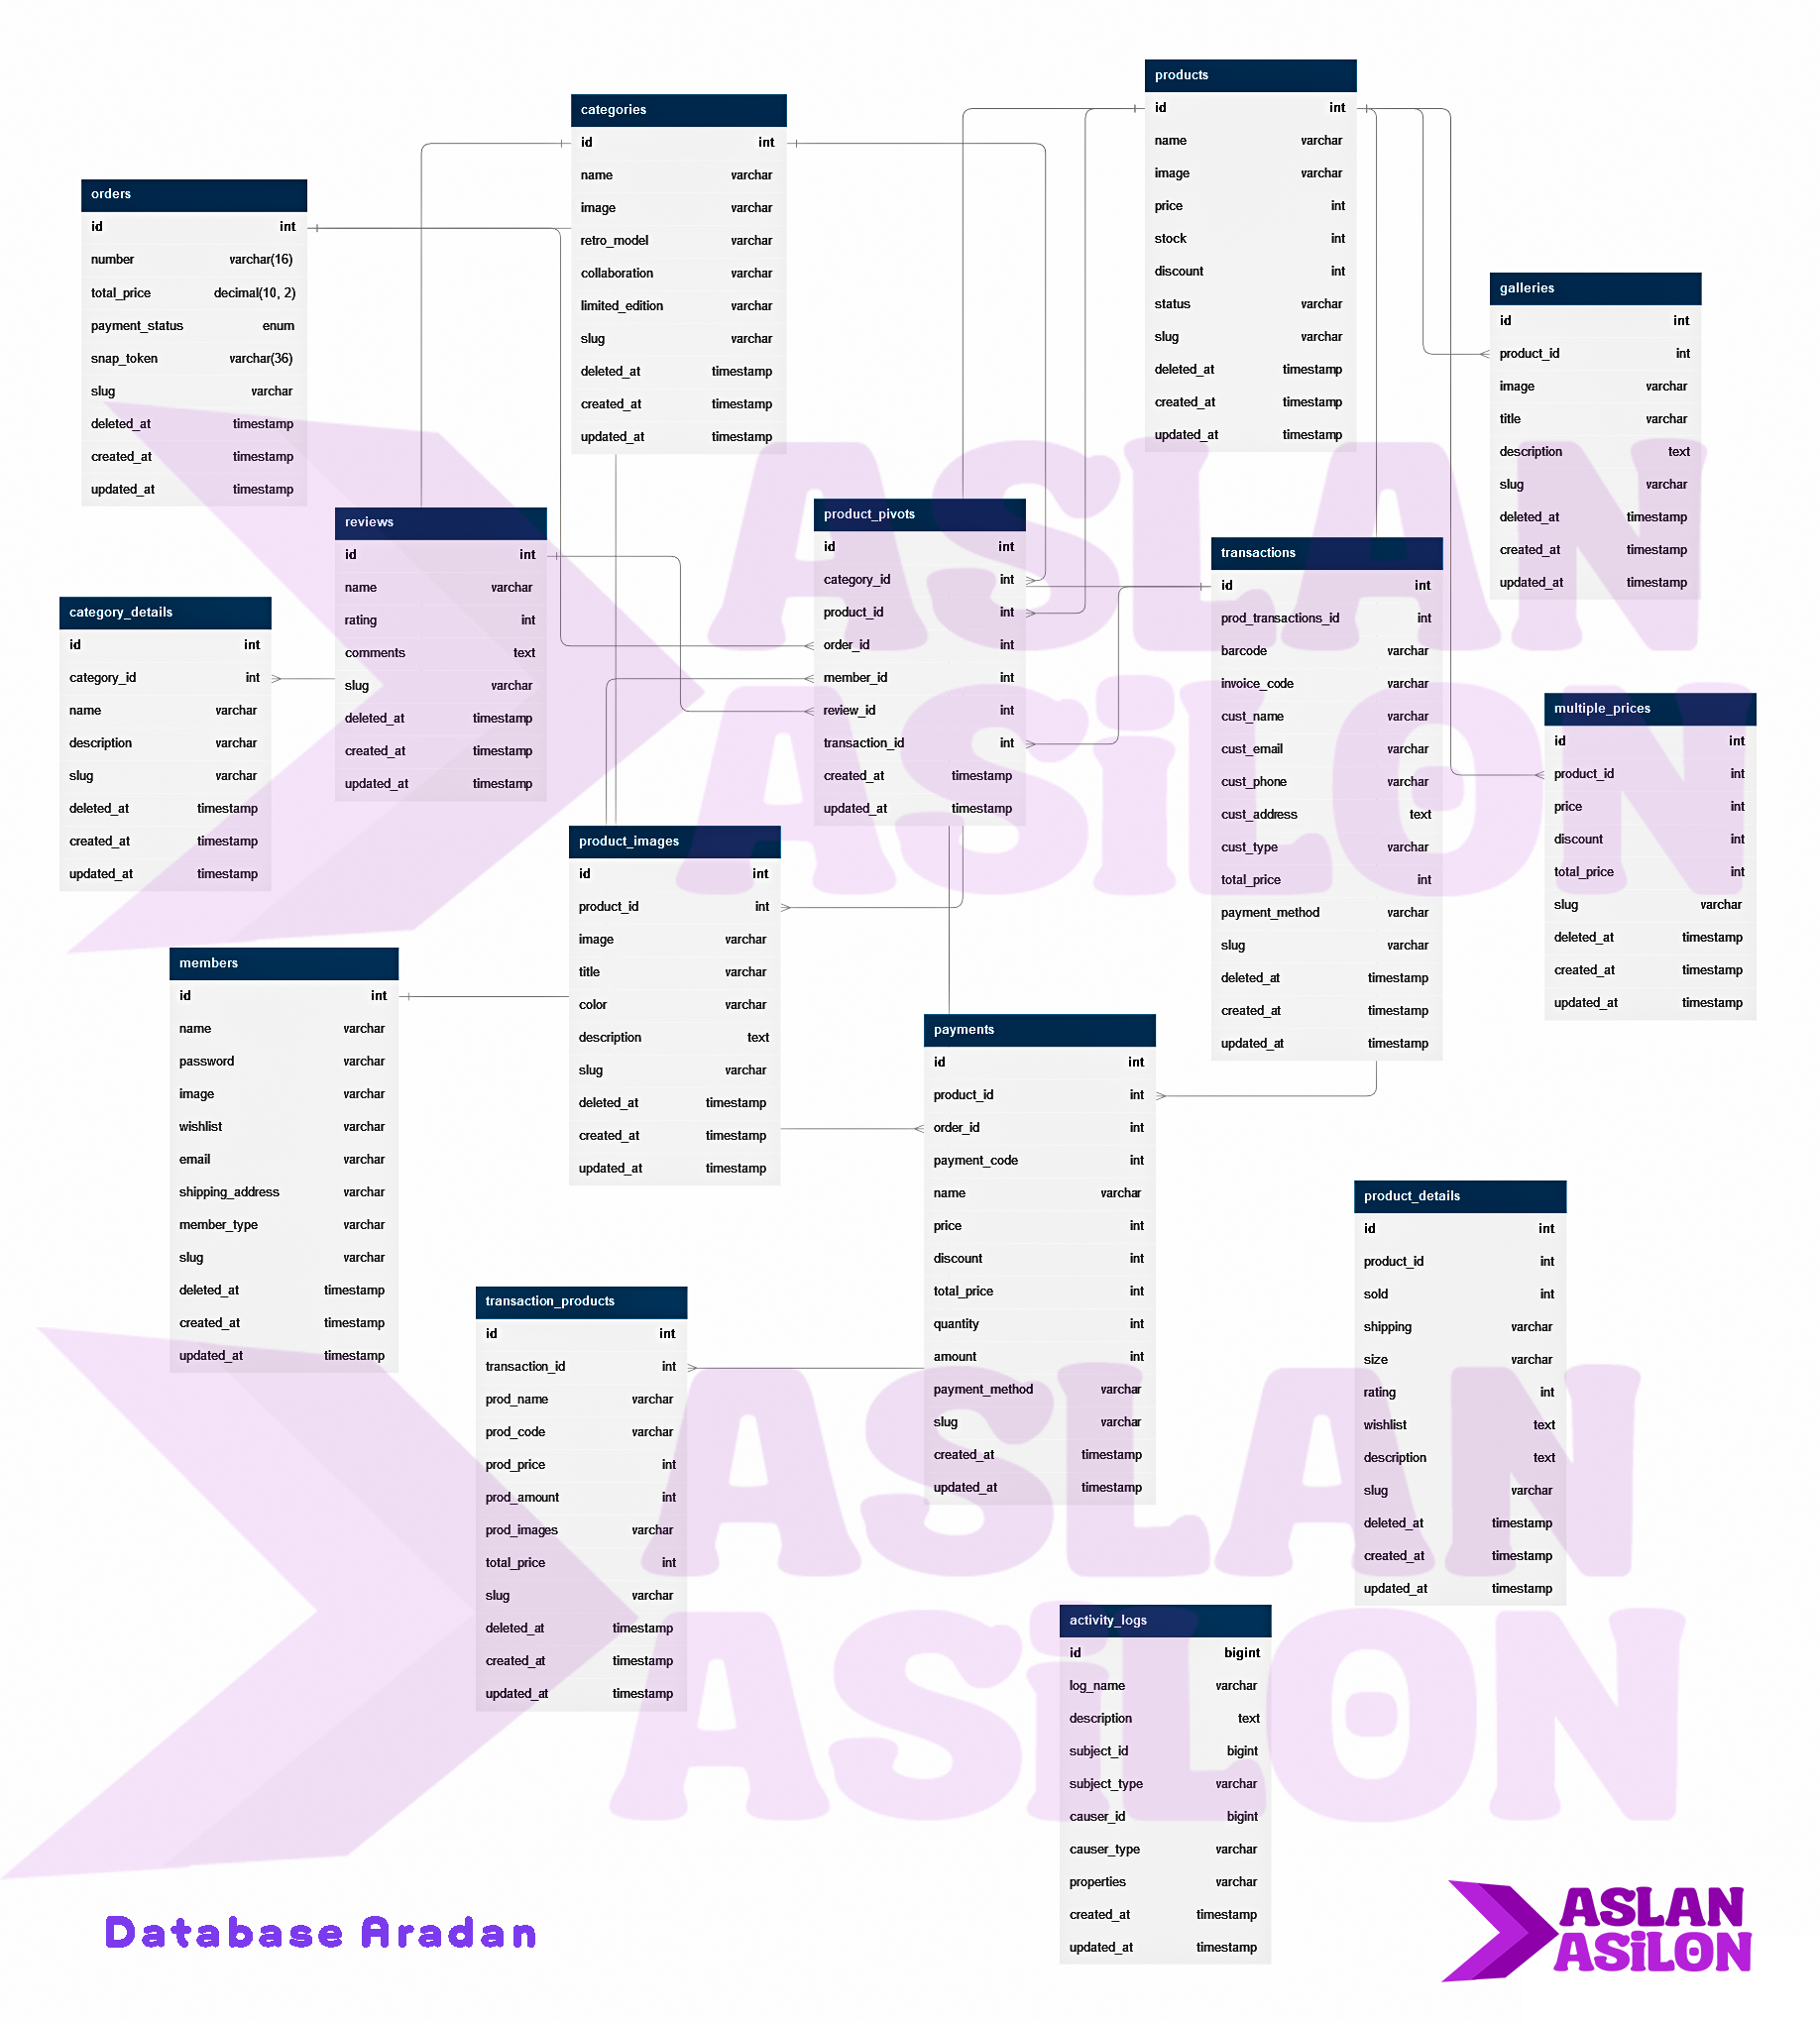 products
id int
name varchar
image varchar
price int
stock int
discount int
status varchar
slug varchar
deleted_at timestamp
created_at timestamp
updated_at timestamp
categories
id int
name varchar
image varchar
retro_model varchar
collaboration varchar
limited_edition varchar
slug varchar
deleted_at timestamp
created_at timestamp
updated_at timestamp
orders
id int
number varchar(16)
total_price decimal(10, 2)
payment_status enum
snap_token varchar(36)
slug varchar
deleted_at timestamp
created_at timestamp
updated_at timestamp
galleries
id int
product_id int
image varchar
title varchar
description text
slug varchar
deleted_at timestamp
created_at timestamp
updated_at timestamp
reviews
id int
name varchar
rating int
comments text
slug varchar
deleted_at timestamp
created_at timestamp
updated_at timestamp
product_pivots
id int
category_id int
product_id int
order_id int
member_id int
review_id int
transaction_id int
created_at timestamp
updated_at timestamp
transactions
id int
prod_transactions_id int
barcode varchar
invoice_code varchar
cust_name varchar
cust_email varchar
cust_phone varchar
cust_address text
cust_type varchar
total_price int
payment_method varchar
slug varchar
deleted_at timestamp
created_at timestamp
updated_at timestamp
category_details
id int
category_id int
name varchar
description varchar
slug varchar
deleted_at timestamp
created_at timestamp
updated_at timestamp
multiple_prices
id int
product_id int
price int
discount int
total_price int
slug varchar
deleted_at timestamp
created_at timestamp
updated_at timestamp
product_images
id int
product_id int
image varchar
title varchar
color varchar
description text
slug varchar
deleted_at timestamp
created_at timestamp
updated_at timestamp
members
id int
name varchar
password varchar
image varchar
wishlist varchar
email varchar
shipping_address varchar
member_type varchar
slug varchar
deleted_at timestamp
created_at timestamp
updated_at timestamp
payments
id int
product_id int
order_id int
payment_code int
name varchar
price int
discount int
total_price int
quantity int
amount int
payment_method varchar
slug varchar
created_at timestamp
updated_at timestamp
product_details
id int
product_id int
sold int
shipping varchar
size varchar
rating int
wishlist text
description text
slug varchar
deleted_at timestamp
created_at timestamp
updated_at timestamp
transaction_products
id int
transaction_id int
prod_name varchar
prod_code varchar
prod_price int
prod_amount int
prod_images varchar
total_price int
slug varchar
deleted_at timestamp
created_at timestamp
updated_at timestamp
activity_logs
id bigint
log_name varchar
description text
subject_id bigint
subject_type varchar
causer_id bigint
causer_type varchar
properties varchar
created_at timestamp
updated_at timestamp
ASLAN
ASiLON
ASLAN
ASiLON
Database Aradan
ASLAN
ASiLON